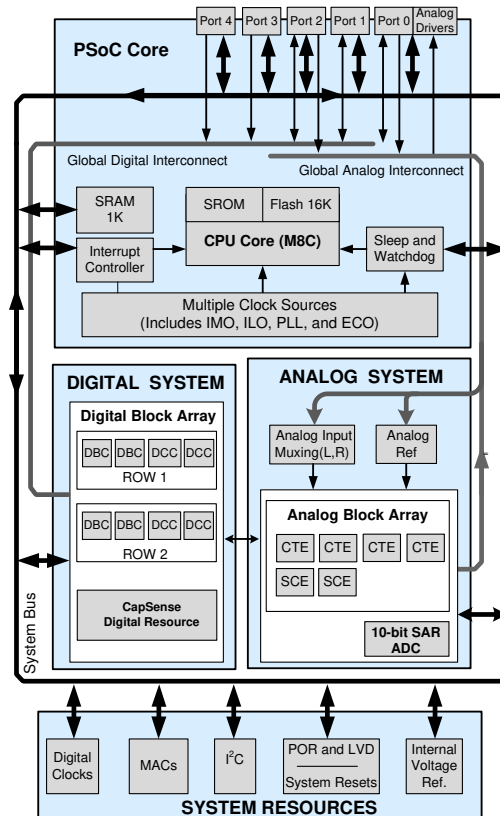 Port 4
Port 3
Port 2
Port 1
Port 0
Analog
Drivers
PSoC Core
Global Digital Interconnect
Global Analog Interconnect
SRAM
1K
SROM
Flash 16K
CPU Core (M8C)
Interrupt
Controller
Sleep and
Watchdog
Multiple Clock Sources
(Includes IMO, ILO, PLL, and ECO)
DIGITAL SYSTEM
Digital Block Array
DBC
DBC
DCC
DCC
ROW 1
DBC
DBC
DCC
DCC
ROW 2
CapSense
Digital Resource
ANALOG SYSTEM
Analog Input
Muxing(L,R)
Analog
Ref
Analog Block Array
CTE
CTE
CTE
CTE
SCE
SCE
10-bit SAR
ADC
System Bus
Digital
Clocks
MACs
I²C
POR and LVD
System Resets
Internal
Voltage
Ref.
SYSTEM RESOURCES